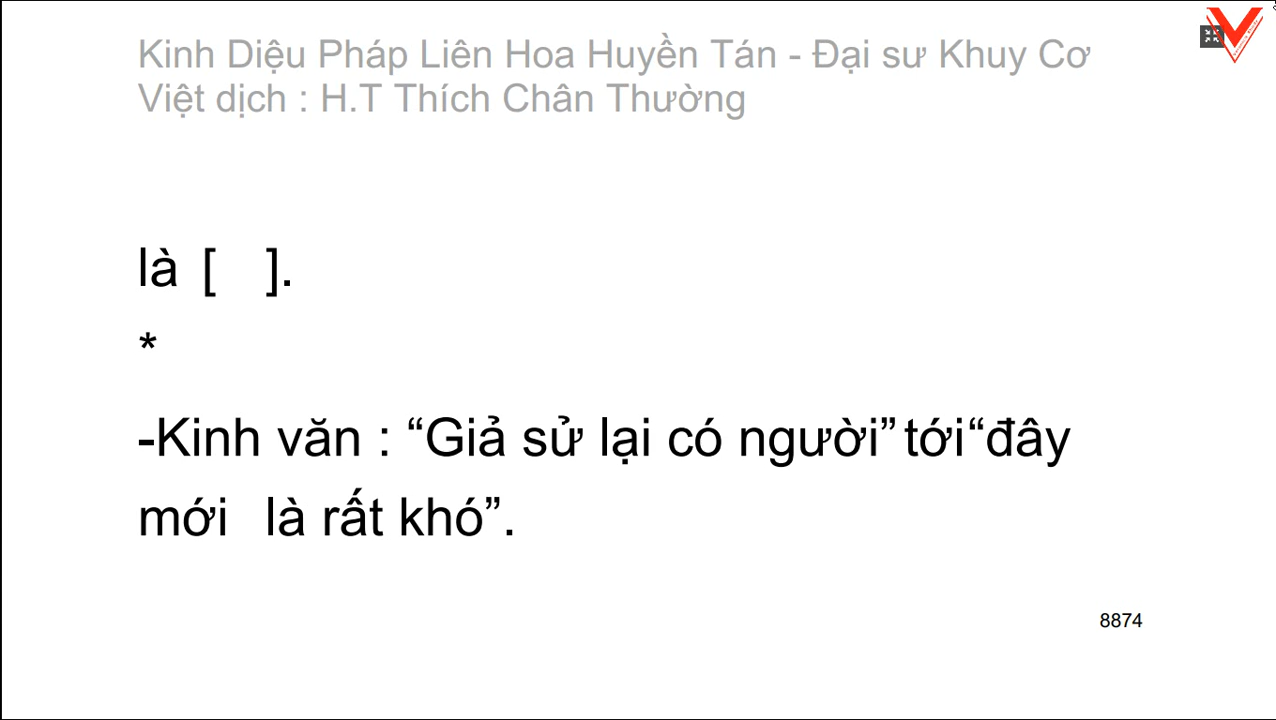 Kinh Diệu Pháp Liên Hoa Huyền Tán - Đại sư Khuy Cơ
Việt dịch : H.T Thích Chân Thường
là [ ].
*
-Kinh văn : “Giả sử lại có người” tới“đây
mới là rất khó”.
8874